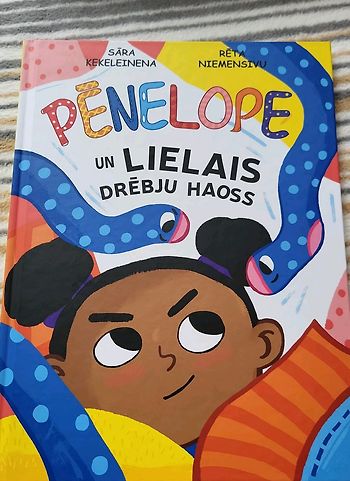 SĀRA
KEKELEINENA
RĒTA
NIEMENSIVU
PĒNELOPE
UN LIELAIS
DRĒBJU HAOSS